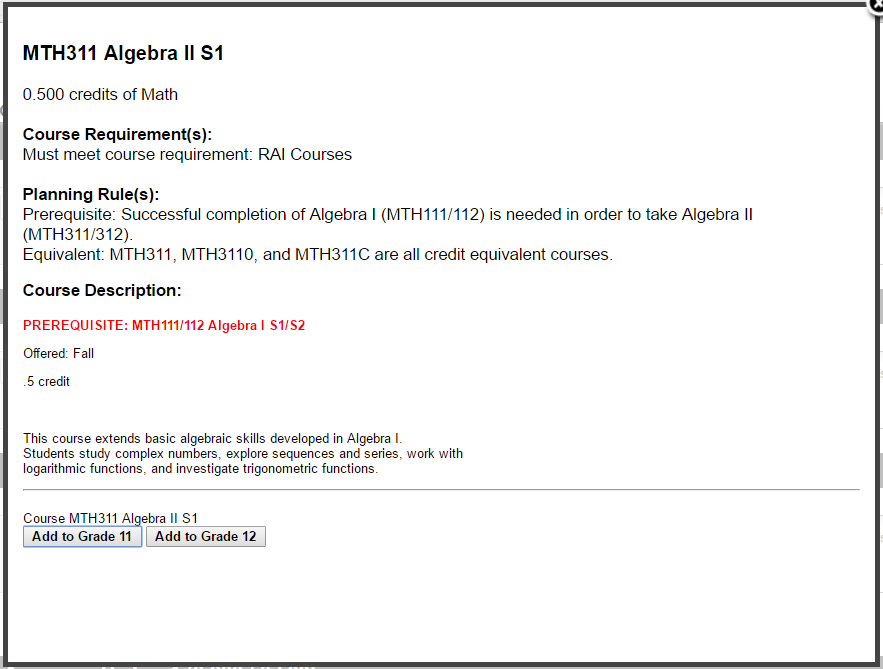 MTH311 Algebra II S1
0.500 credits of Math
Course Requirement(s):
Must meet course requirement: RAI Courses
Planning Rule(s):
Prerequisite: Successful completion of Algebra I (MTH111/112) is needed in order to take Algebra II
(MTH311/312).
Equivalent: MTH311, MTH3110, and MTH311C are all credit equivalent courses.
Course Description:
PREREQUISITE: MTH111/112 Algebra I S1/S2
Offered: Fall
.5 credit
This course extends basic algebraic skills developed in Algebra I.
Students study complex numbers, explore sequences and series, work with
logarithmic functions, and investigate trigonometric functions.
Course MTH311 Algebra II S1
Add to Grade 11 Add to Grade 12